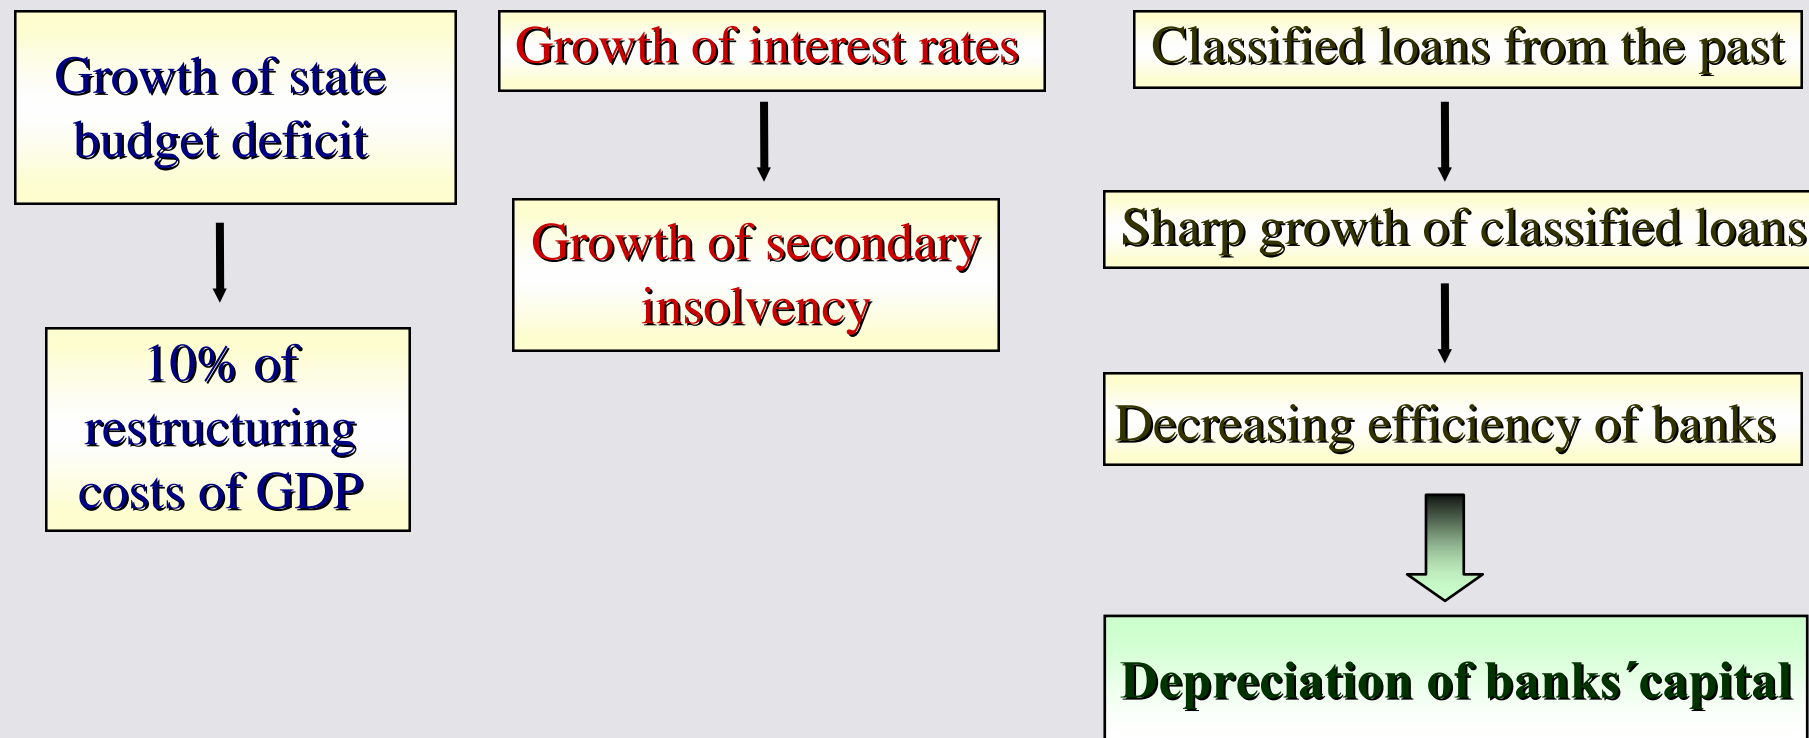 Growth of state
budget deficit
10% of
restructuring
costs of GDP
Growth of interest rates
Growth of secondary
insolvency
Classified loans from the past
Sharp growth of classified loans
Decreasing efficiency of banks
Depreciation of banks´capital